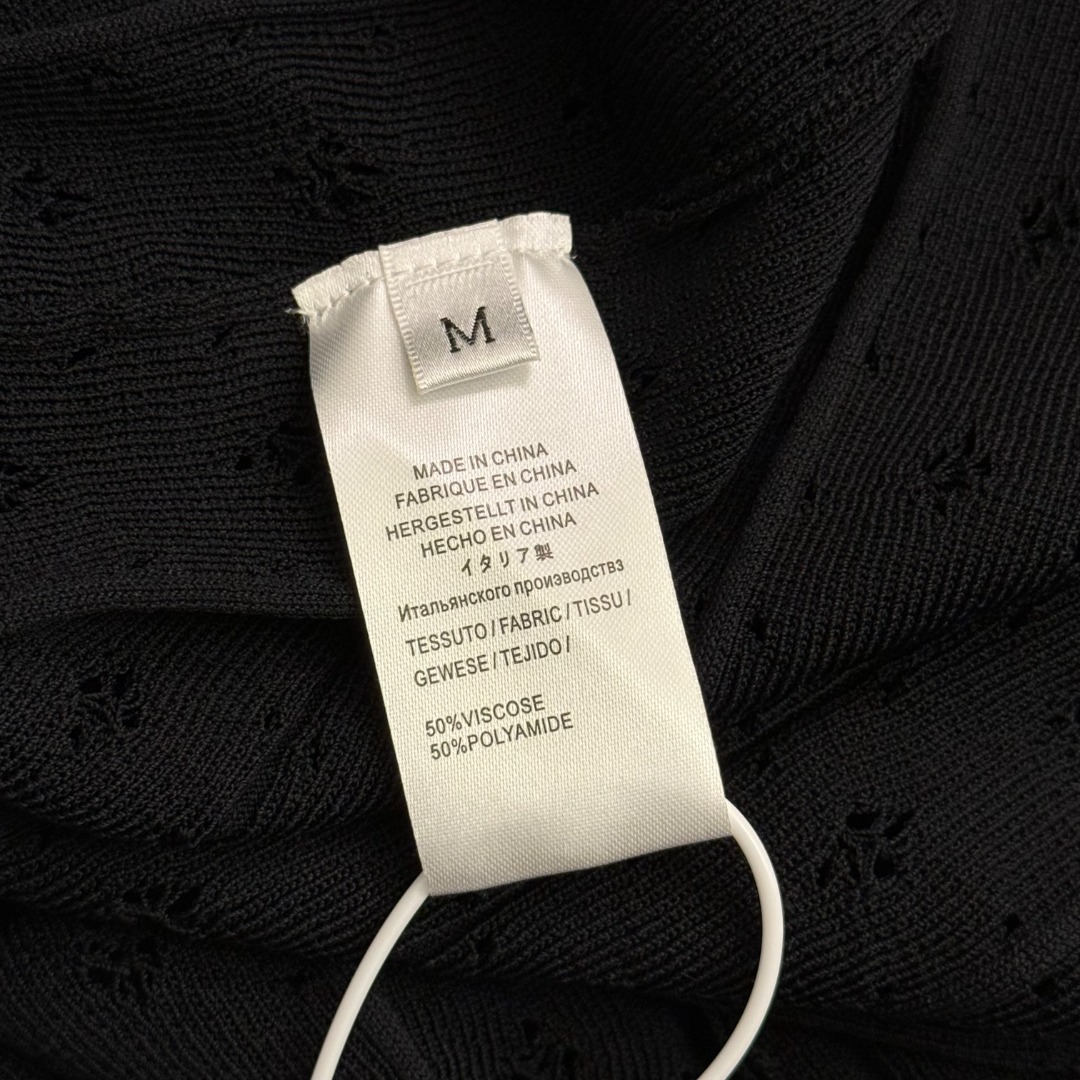 M
MADE IN CHINA
FABRIQUE EN CHINA
HERGESTELLT IN CHINA
HECHO EN CHINA
イタリア製
Итальянского произвoдствз
TESSUTO / FABRIC / TISSU /
GEWESE / TEJIDO /
50%VISCOSE
50%POLYAMIDE